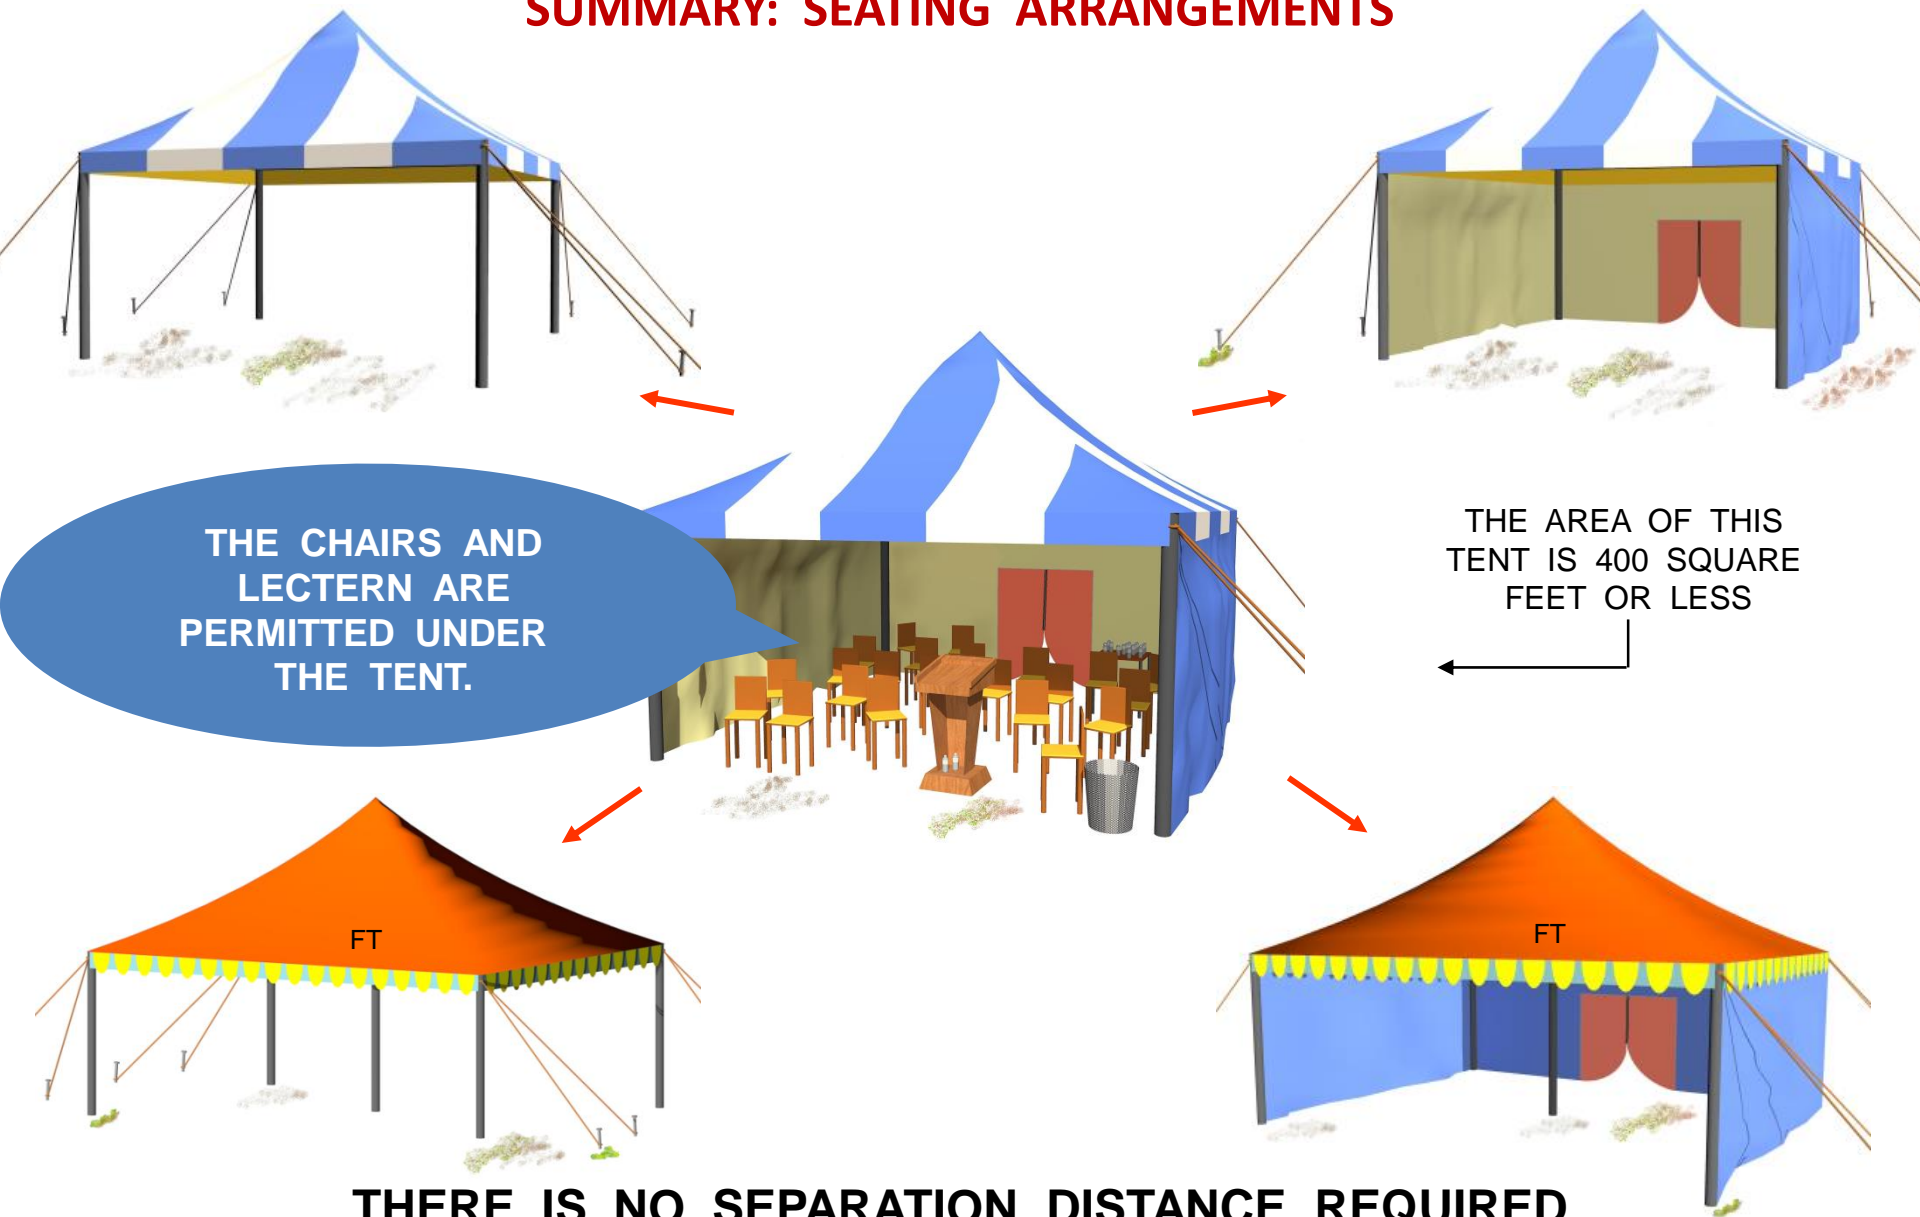 SUMMARY: SEATING ARRANGEMENTS
THE CHAIRS AND
LECTERN ARE
PERMITTED UNDER
THE TENT.
THE AREA OF THIS
TENT IS 400 SQUARE
FEET OR LESS
FT
FT
THERE IS NO SEPARATION DISTANCE REQUIRED